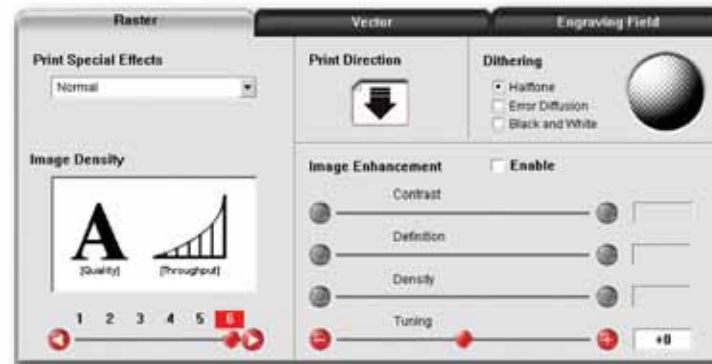 Raster
Vector
Engraving Field
Print Special Effects
Normal
Print Direction
Dithering
Halftone
Error Diffusion
Black and White
Image Density
A
[Quality]
[Throughput]
1 2 3 4 5 6
Image Enhancement
Enable
Contrast
Definition
Density
Tuning
+0